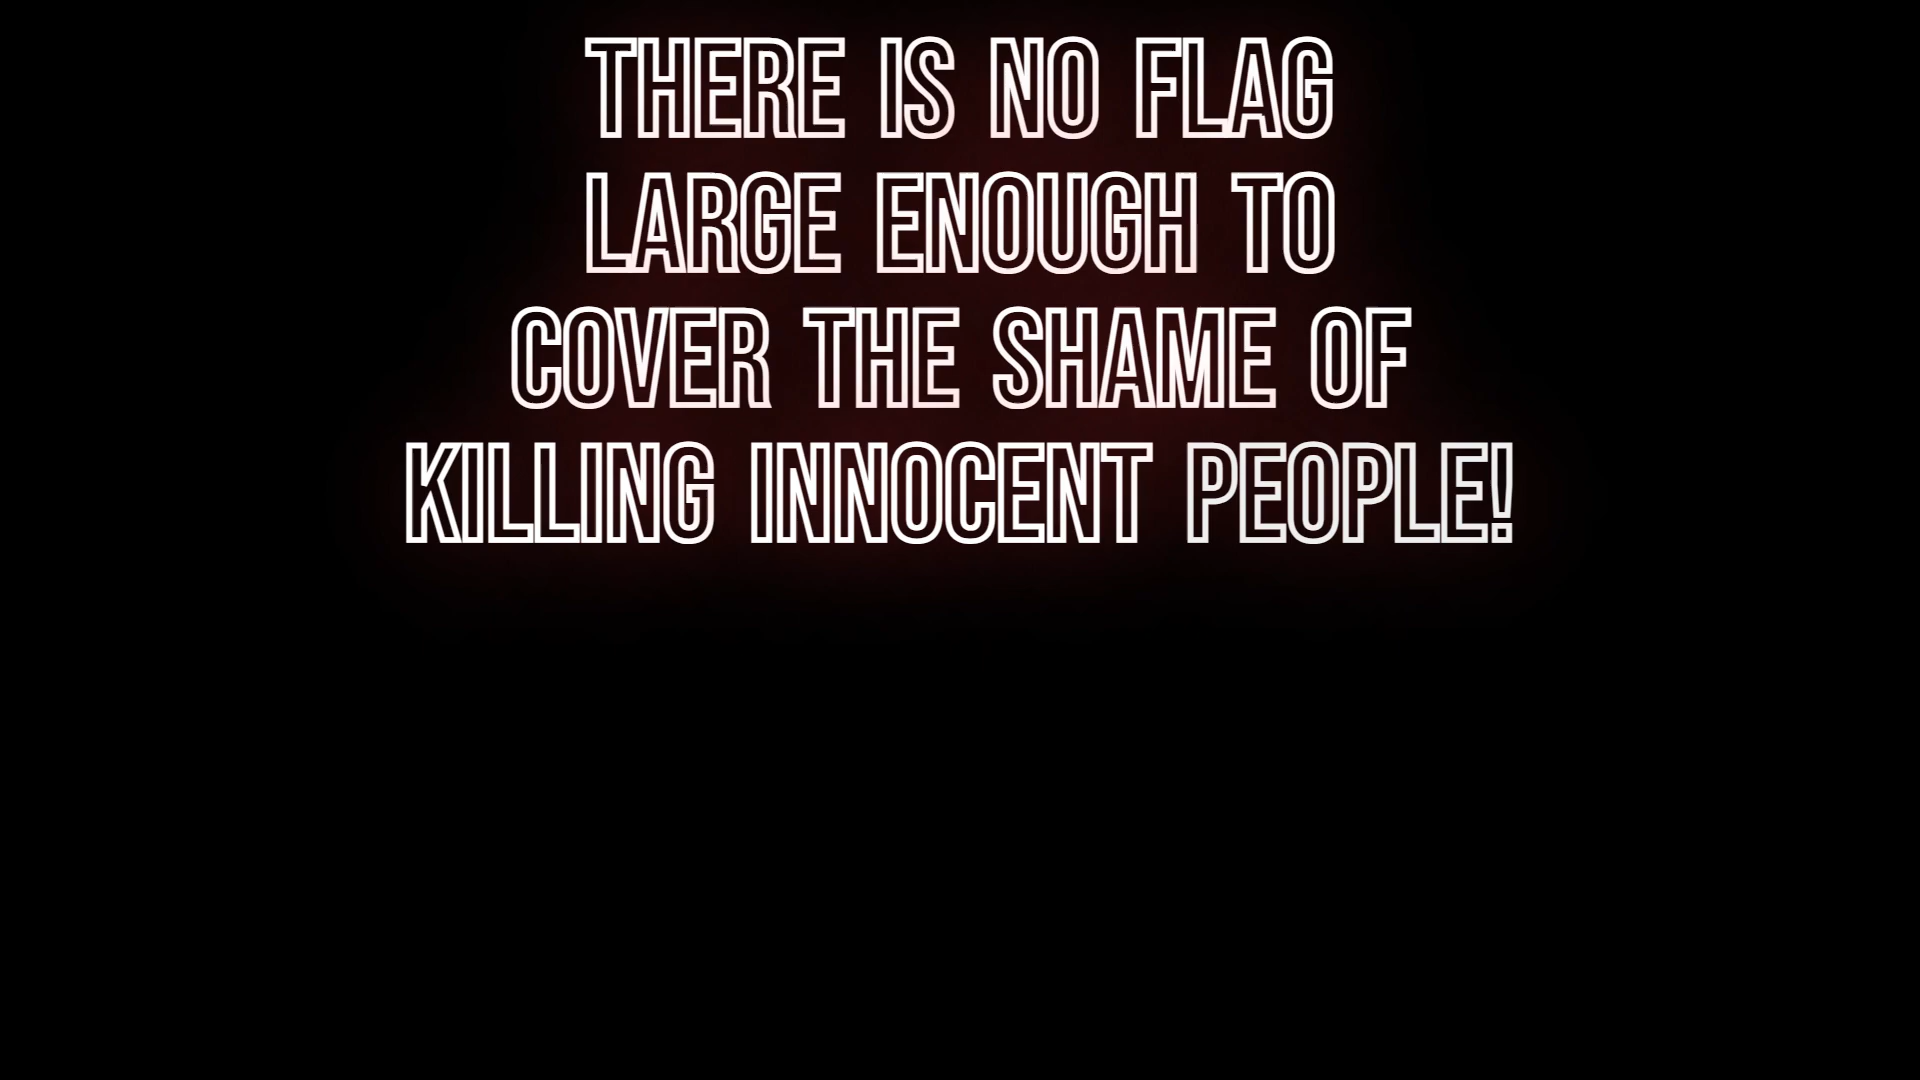 THERE IS NO FLAG
LARGE ENOUGH TO
COVER THE SHAME OF
KILLING INNOCENT PEOPLE!